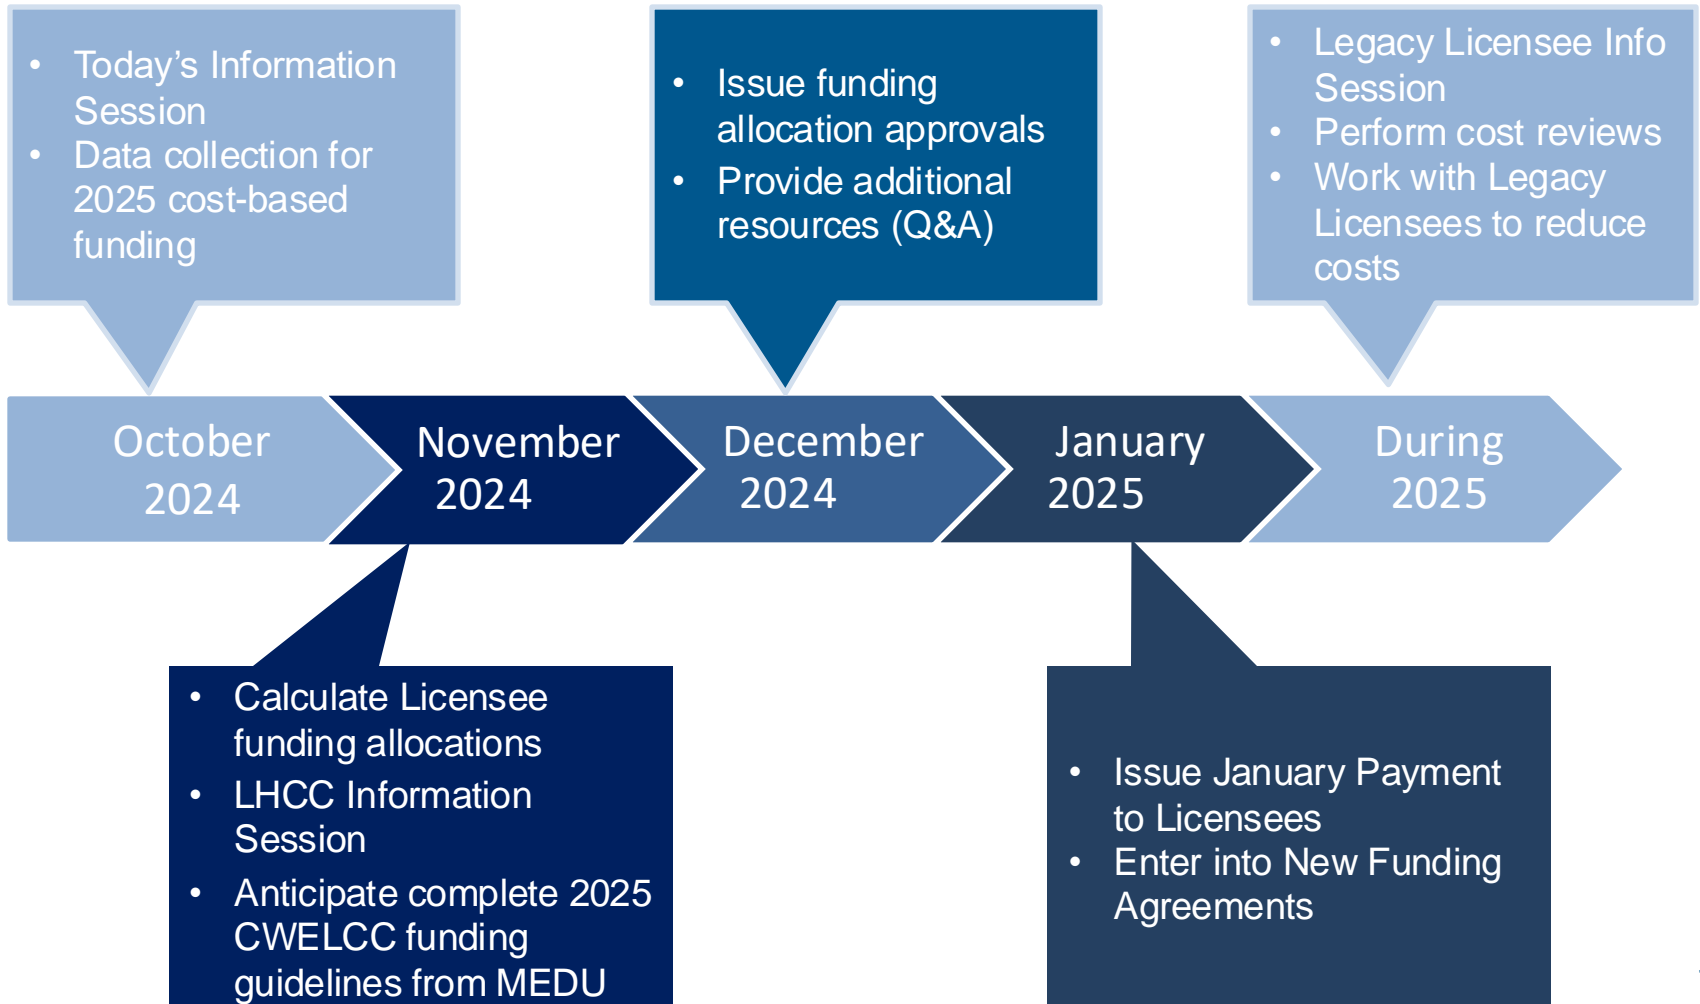 • Today’s Information
Session
• Data collection for
2025 cost-based
funding
• Issue funding
allocation approvals
• Provide additional
resources (Q&A)
• Legacy Licensee Info
Session
• Perform cost reviews
• Work with Legacy
Licensees to reduce
costs
October
2024
November
2024
December
2024
January
2025
During
2025
• Calculate Licensee
funding allocations
• LHCC Information
Session
• Anticipate complete 2025
CWELCC funding
guidelines from MEDU
• Issue January Payment
to Licensees
• Enter into New Funding
Agreements